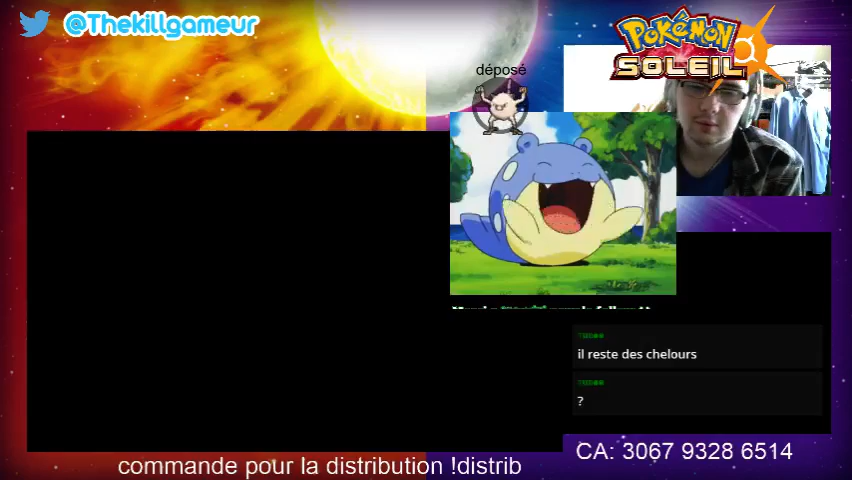 @Thekillgameur
POKéMON
SOLEIL
déposé
il reste des chelours
?
CA: 3067 9328 6514
commande pour la distribution !distrib